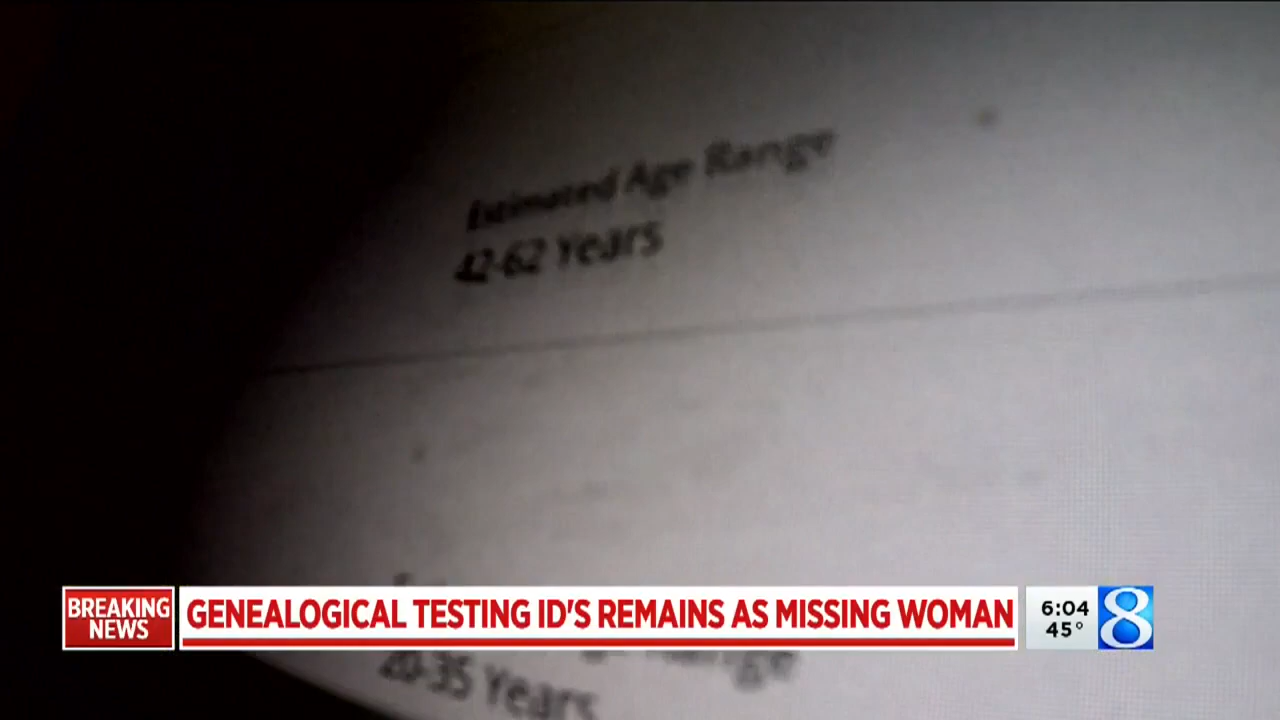 Estimated Age Range
42-62 Years
BREAKING
NEWS
GENEALOGICAL TESTING ID'S REMAINS AS MISSING WOMAN
6:04
45°
8
Range
20-35 Years